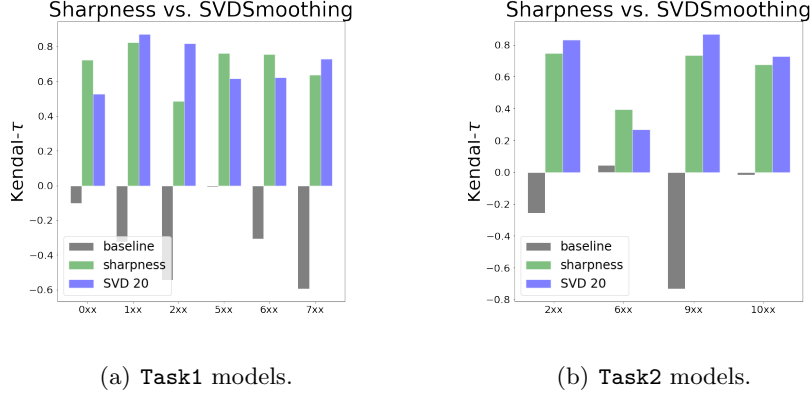 Sharpness vs. SVDSmoothing
Kendal-τ
0.8
0.6
0.4
0.2
0.0
−0.2
−0.4
−0.6
baseline
sharpness
SVD 20
0xx 1xx 2xx 5xx 6xx 7xx
(a) Task1 models.
Sharpness vs. SVDSmoothing
Kendal-τ
0.8
0.6
0.4
0.2
0.0
−0.2
−0.4
−0.6
−0.8
baseline
sharpness
SVD 20
2xx 6xx 9xx 10xx
(b) Task2 models.